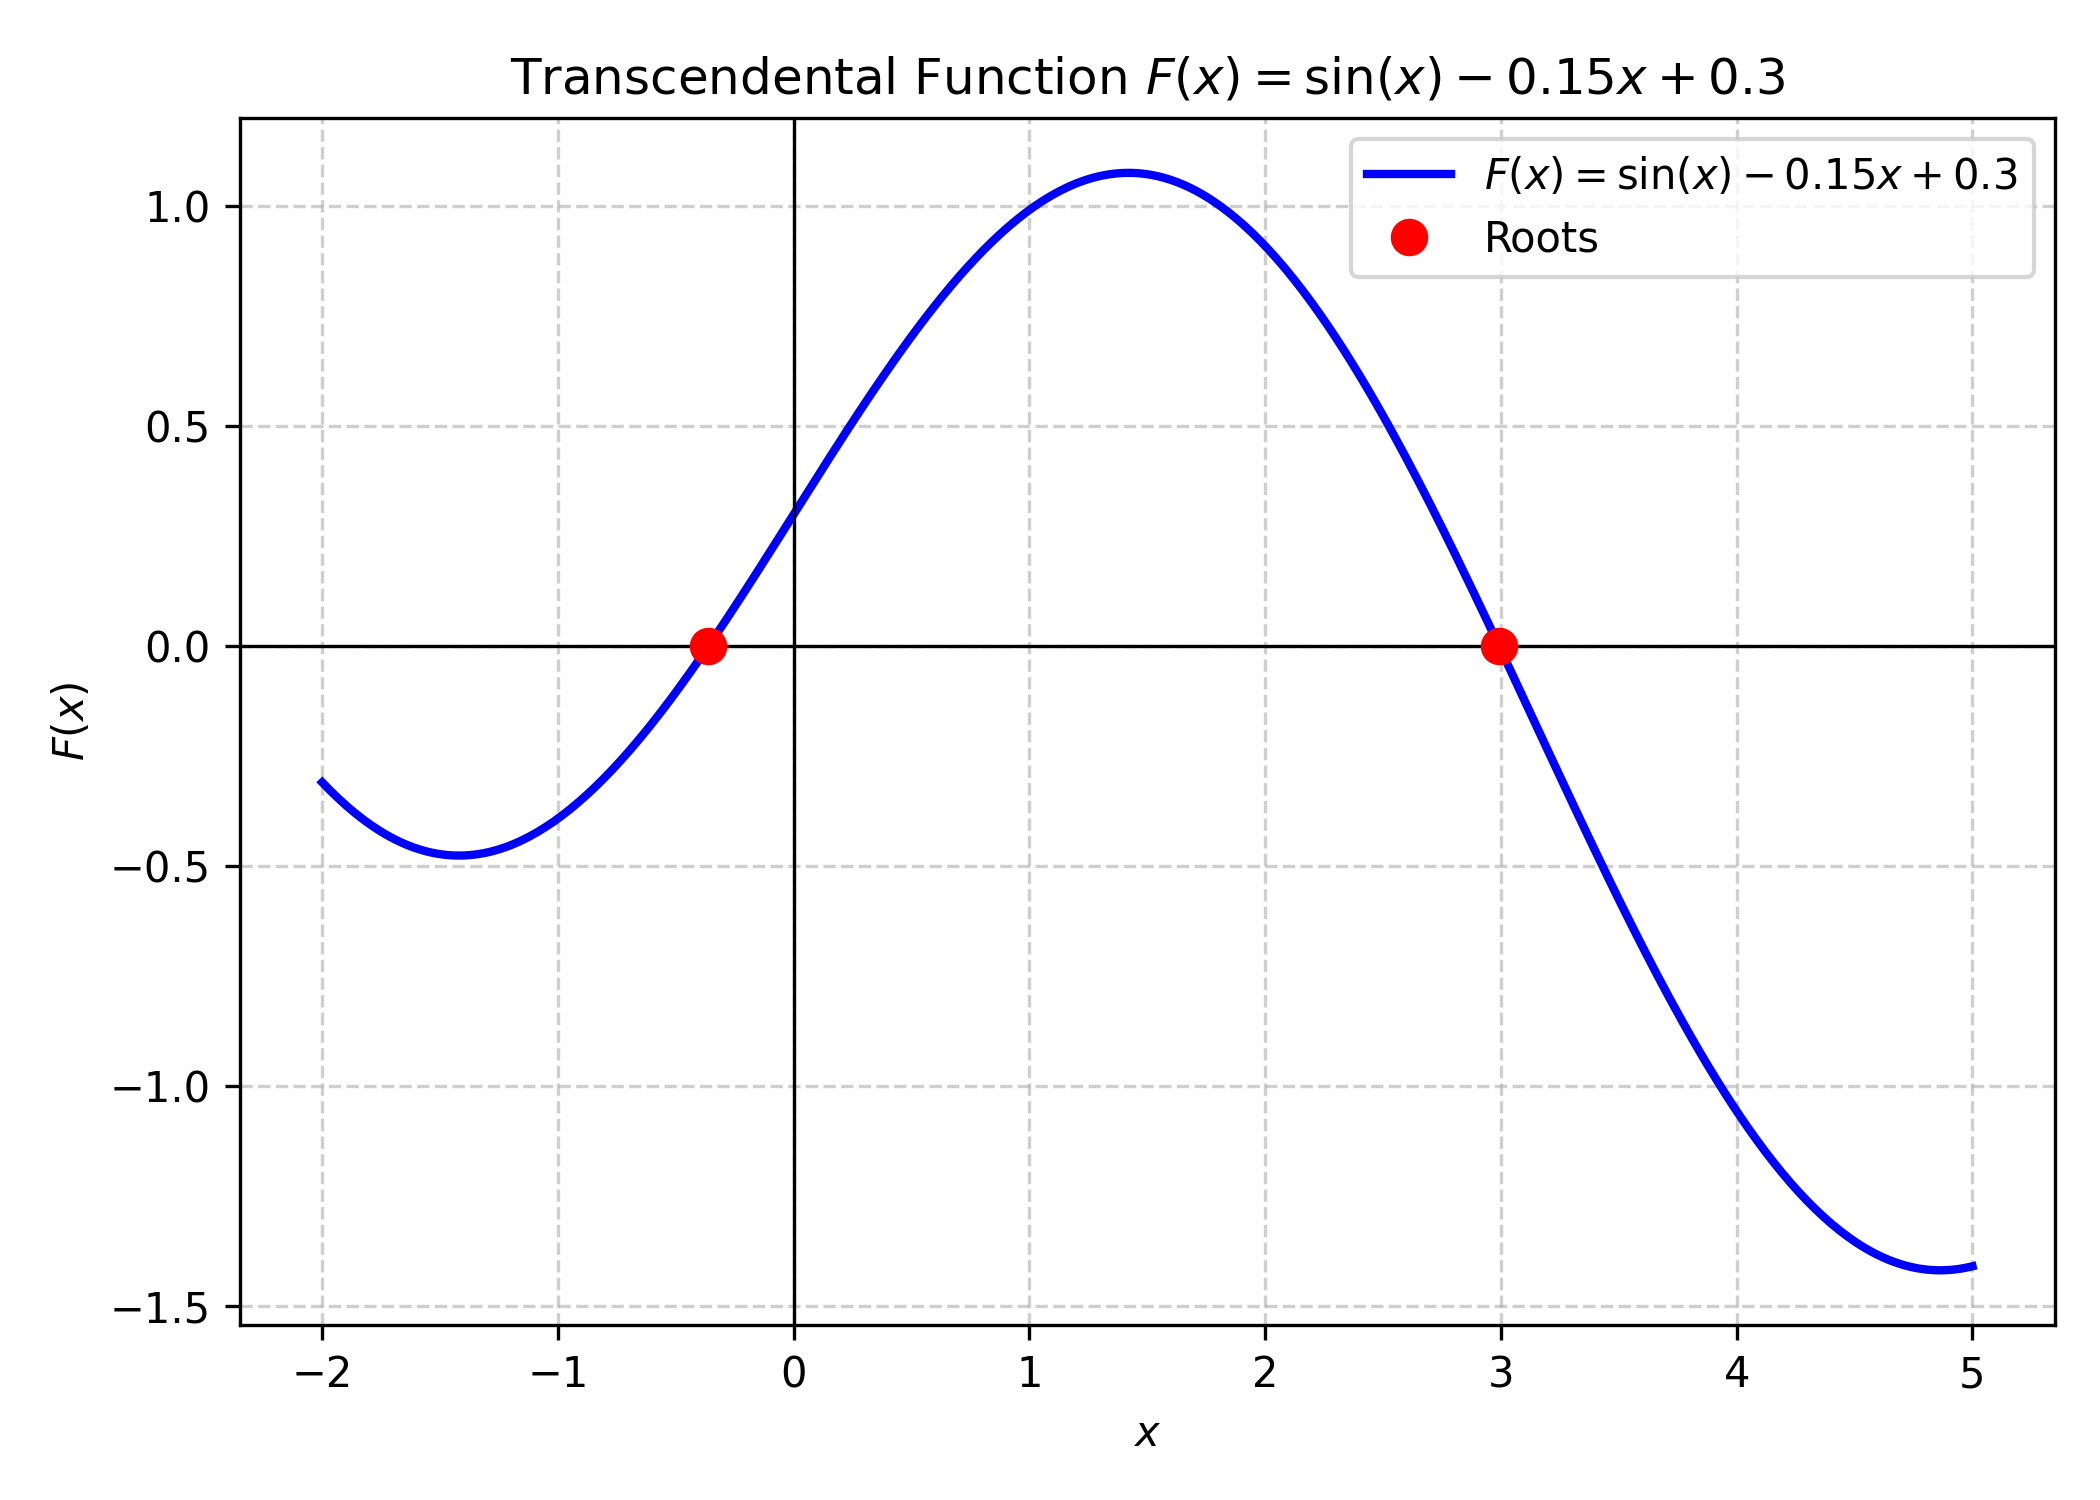 Transcendental Function F(x) = sin(x) − 0.15x + 0.3
F(x) = sin(x) − 0.15x + 0.3
Roots
1.0
0.5
0.0
−0.5
−1.0
−1.5
F(x)
−2 −1 0 1 2 3 4 5
x